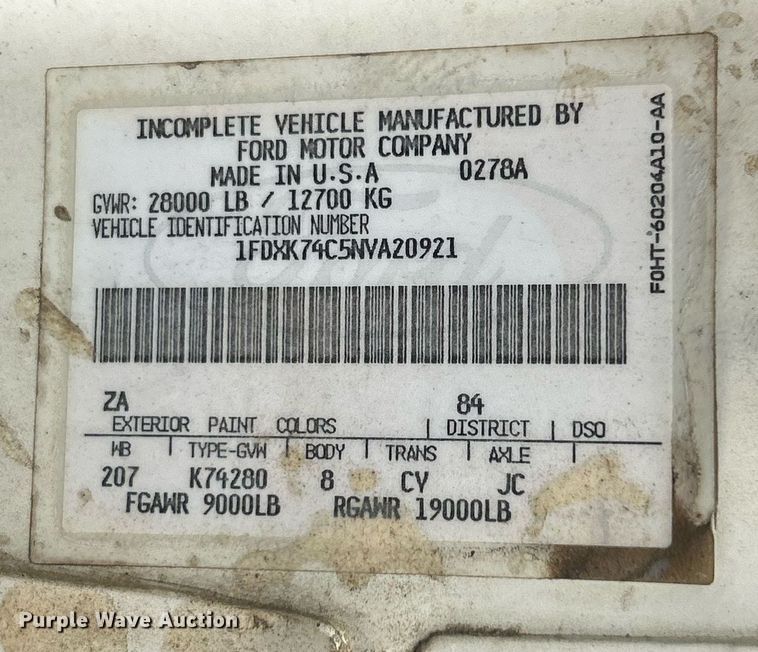 INCOMPLETE VEHICLE MANUFACTURED BY
FORD MOTOR COMPANY
MADE IN U.S.A 0278A
GVWR: 28000 LB / 12700 KG
VEHICLE IDENTIFICATION NUMBER
1FDXK74C5NVA20921
F0HT-60204A10-AA
ZA 84
EXTERIOR PAINT COLORS | DISTRICT | DSO
WB | TYPE-GVW | BODY | TRANS | AXLE |
207 K74280 8 CY JC
FGAWR 9000LB RGAWR 19000LB
Ford
Purple Wave Auction